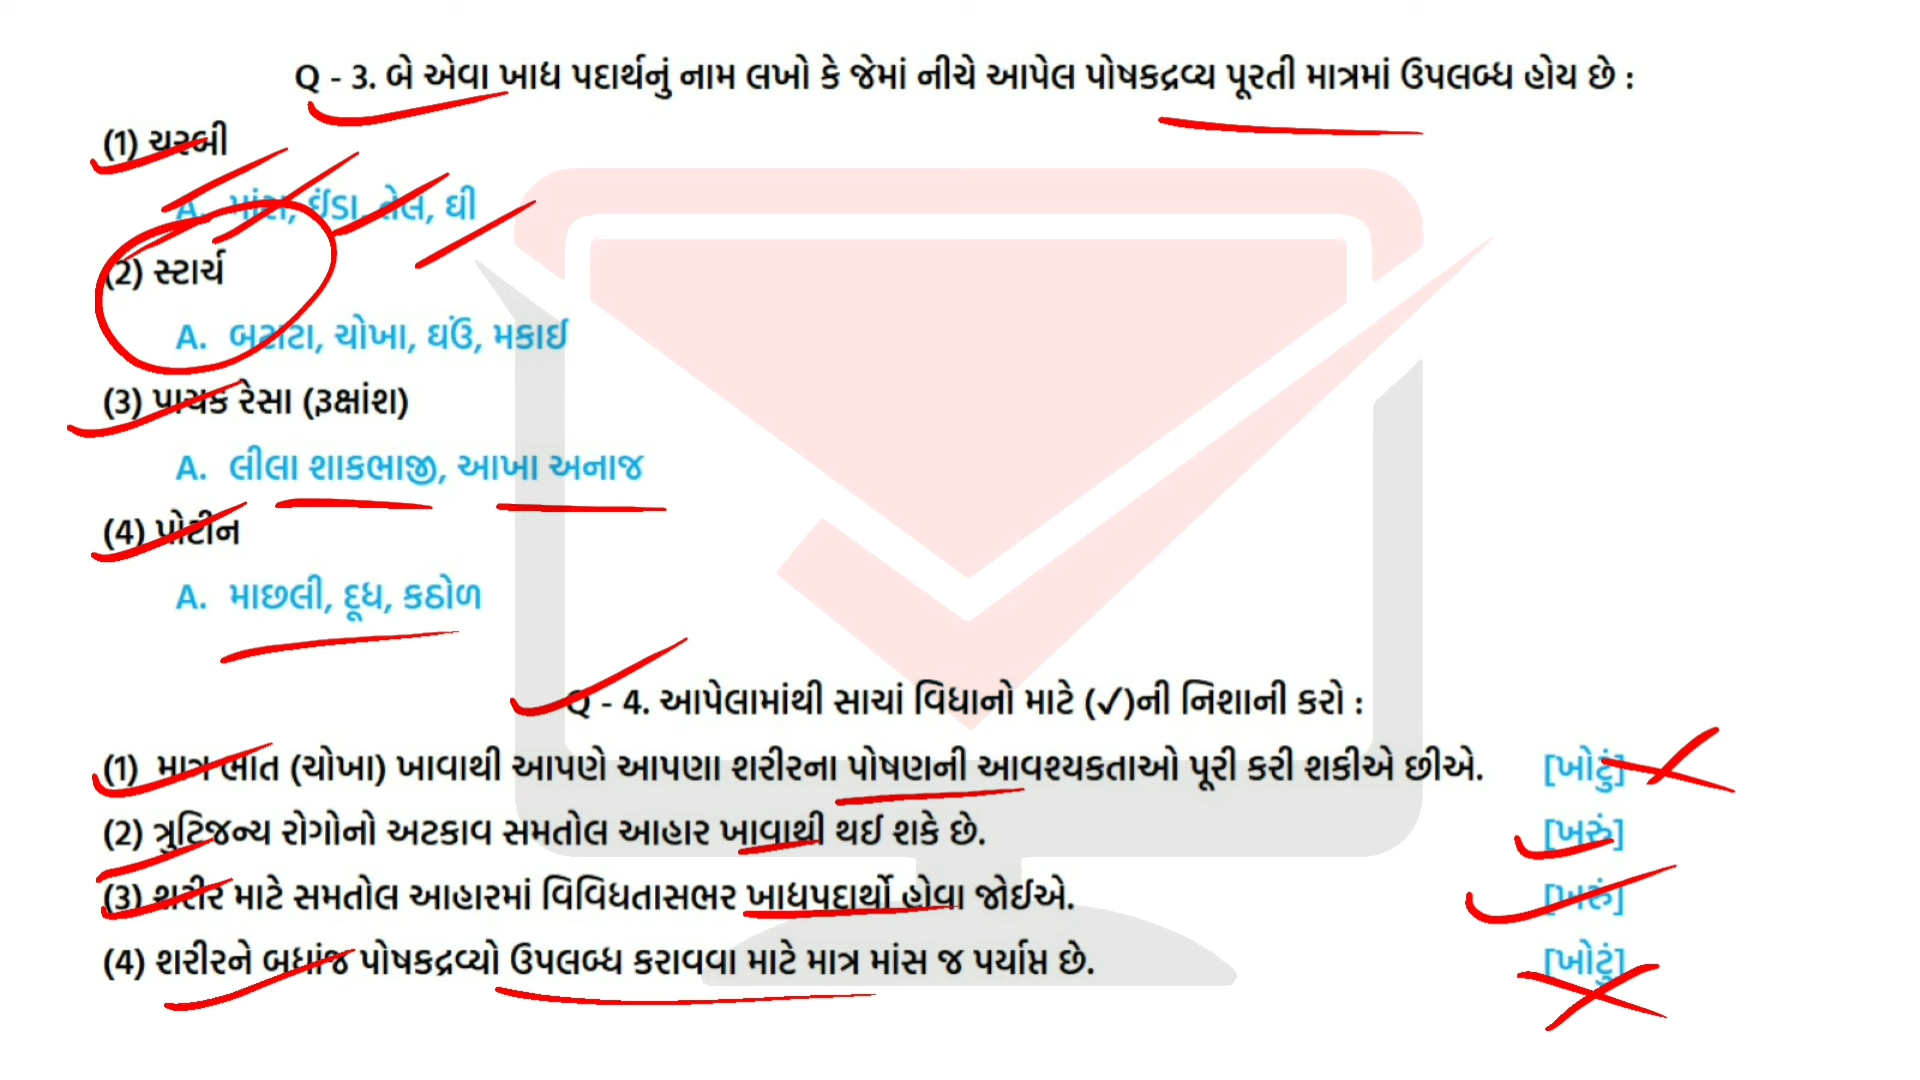 Q - 3. બે એવા ખાદ્ય પદાર્થનું નામ લખો કે જેમાં નીચે આપેલ પોષકદ્રવ્ય પૂરતી માત્રમાં ઉપલબ્ધ હોય છે :
(1) ચરબી
A. માંસ, ઈંડા, તેલ, ઘી
(2) સ્ટાર્ચ
A. બટાટા, ચોખા, ઘઉં, મકાઈ
(3) પાચક રેસા (રૂક્ષાંશ)
A. લીલા શાકભાજી, આખા અનાજ
(4) પોટીન
A. માછલી, દૂધ, કઠોળ
Q - 4. આપેલામાંથી સાચાં વિધાનો માટે (✓)ની નિશાની કરો :
(1) માત્ર ભાત (ચોખા) ખાવાથી આપણે આપણા શરીરના પોષણની આવશ્યકતાઓ પૂરી કરી શકીએ છીએ. [ખોટું]
(2) ત્રુટિજન્ય રોગોનો અટકાવ સમતોલ આહાર ખાવાથી થઈ શકે છે. [ખરું]
(3) શરીર માટે સમતોલ આહારમાં વિવિધતાસભર ખાદ્યપદાર્થો હોવા જોઈએ. [ખરું]
(4) શરીરને બધાંજ પોષકદ્રવ્યો ઉપલબ્ધ કરાવવા માટે માત્ર માંસ જ પર્યાપ્ત છે. [ખોટું]